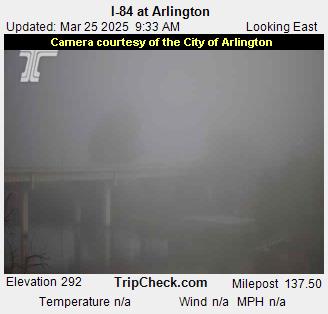 I-84 at Arlington
Updated: Mar 25 2025 9:33 AM Looking East
Camera courtesy of the City of Arlington
Elevation 292 TripCheck.com Milepost 137.50
Temperature n/a Wind n/a MPH n/a